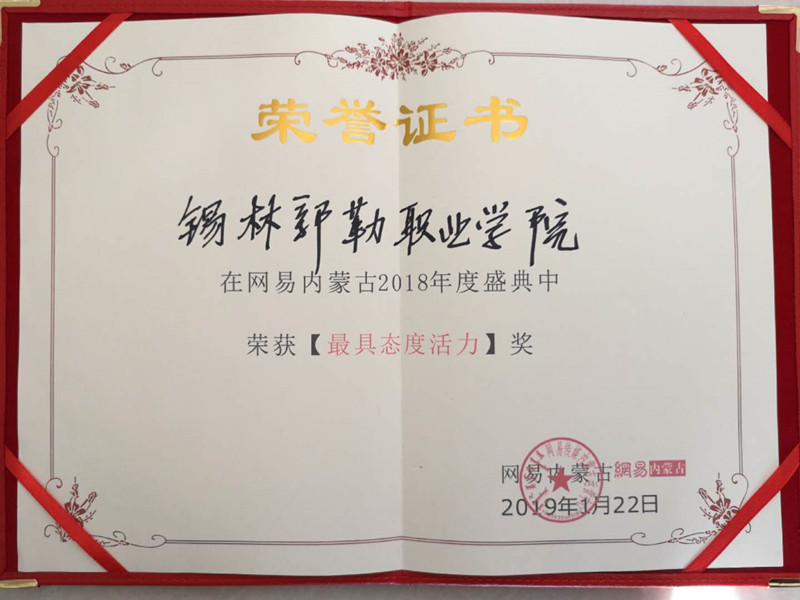 荣誉证书
锡林郭勒职业学院
在网易内蒙古2018年度盛典中
荣获【最具态度活力】奖
网易内蒙古 網易内蒙古
2019年1月22日